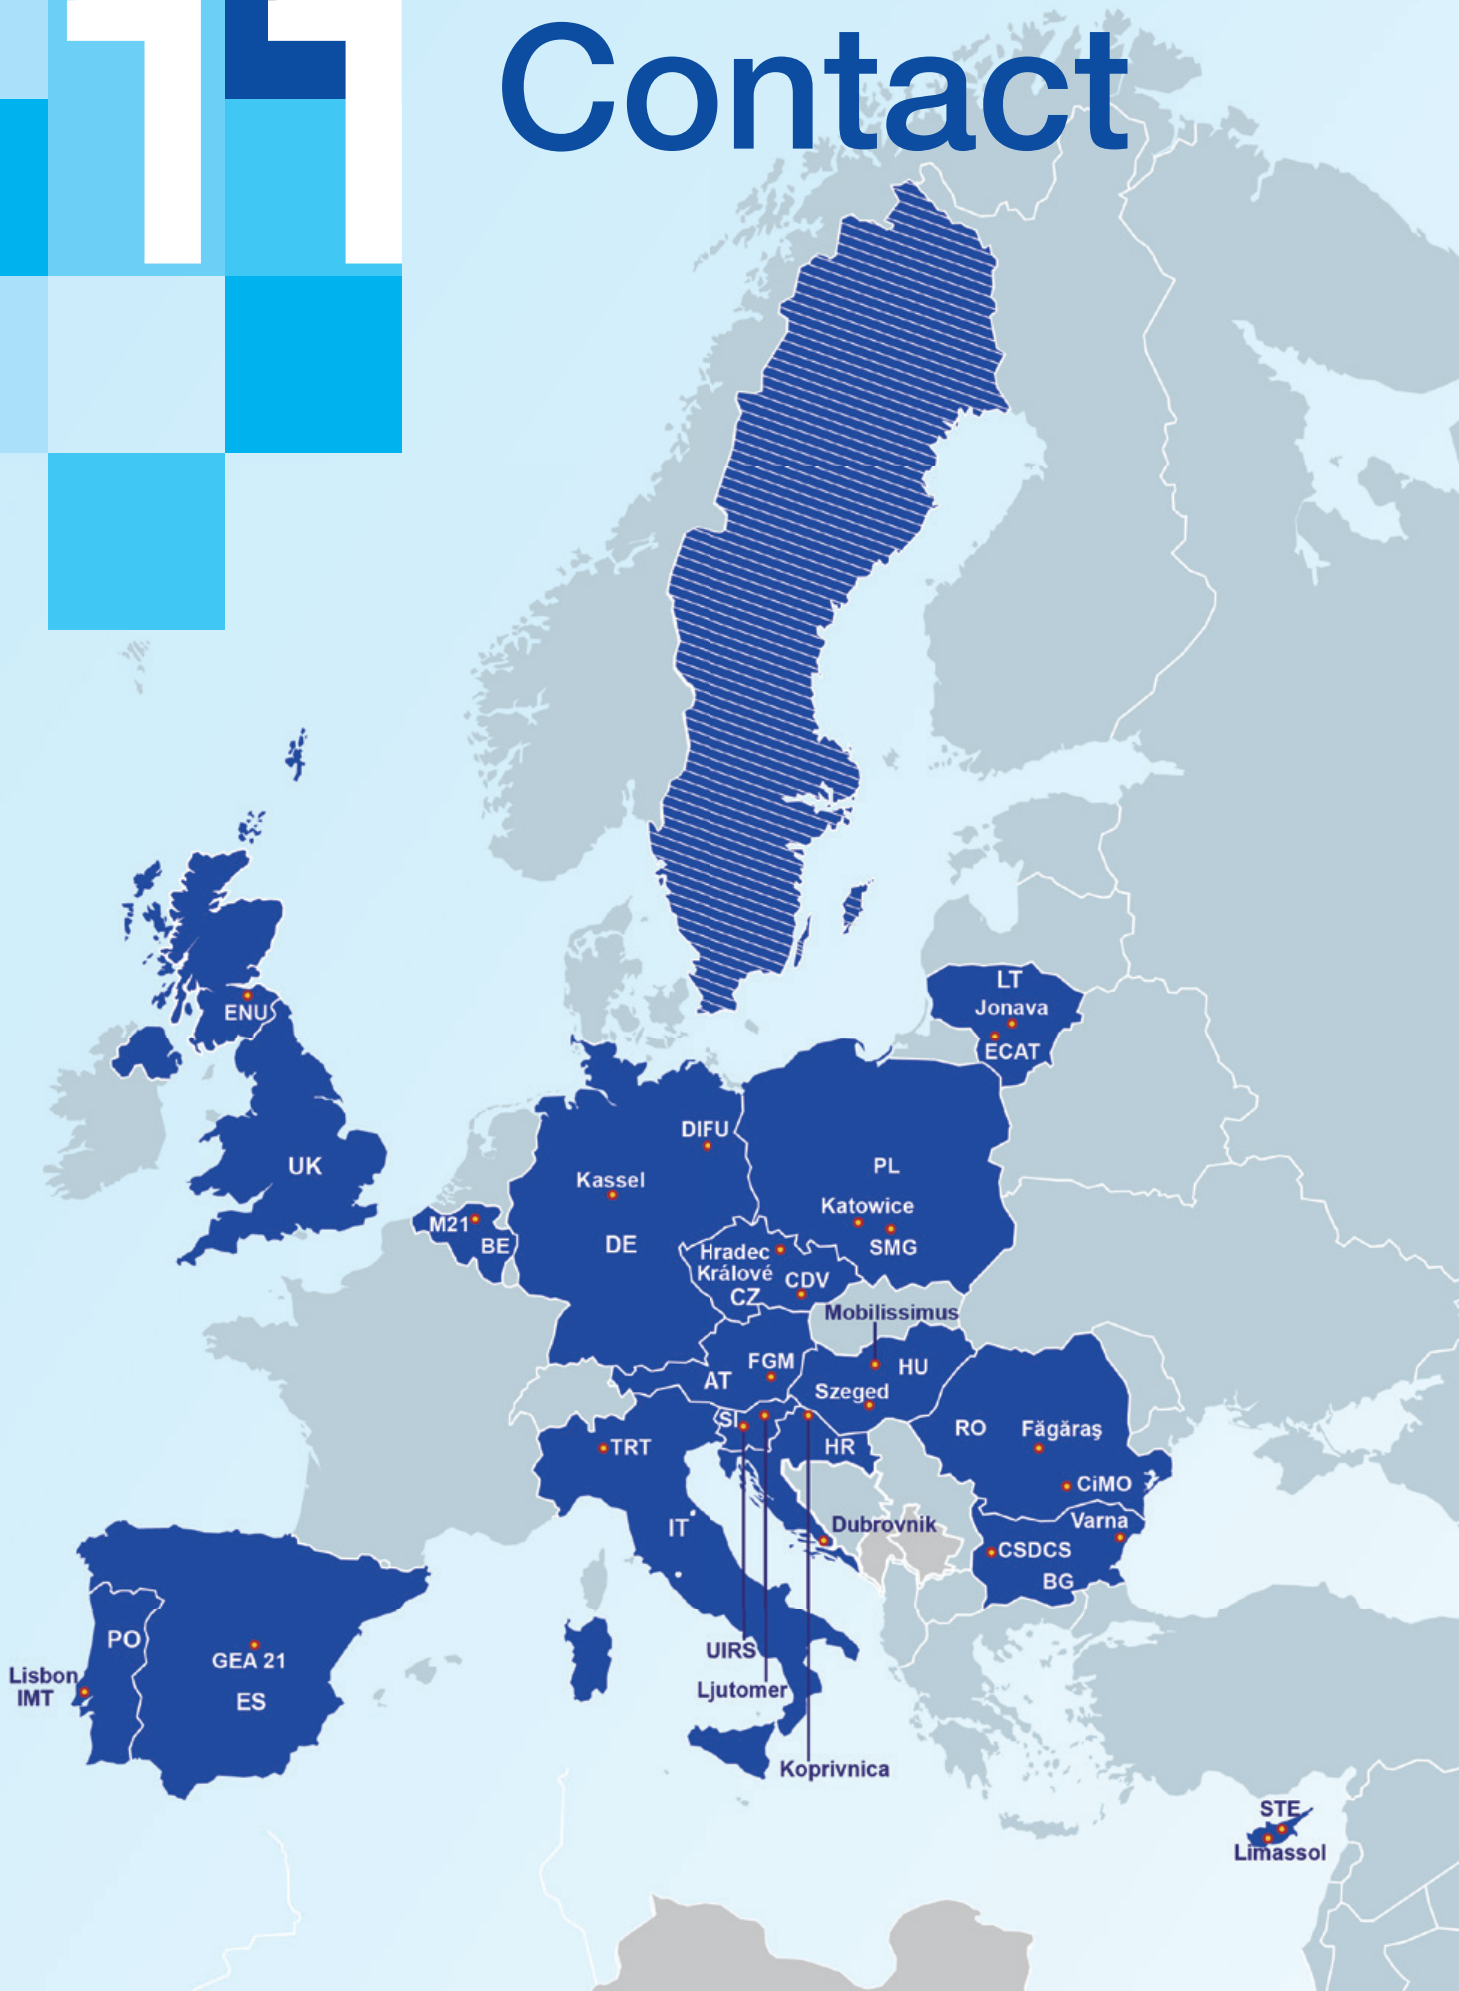 11
Contact
LT
Jonava
ECAT
ENU
UK
DIFU
Kassel
DE
PL
Katowice
SMG
M21
BE
Hradec
Králové
CDV
CZ
Mobilissimus
FGM
AT
HU
Szeged
SI
HR
TRT
IT
RO
Făgăraş
CiMO
Varna
CSDCS
BG
Dubrovnik
PO
GEA 21
ES
Lisbon
IMT
UIRS
Ljutomer
Koprivnica
STE
Limassol